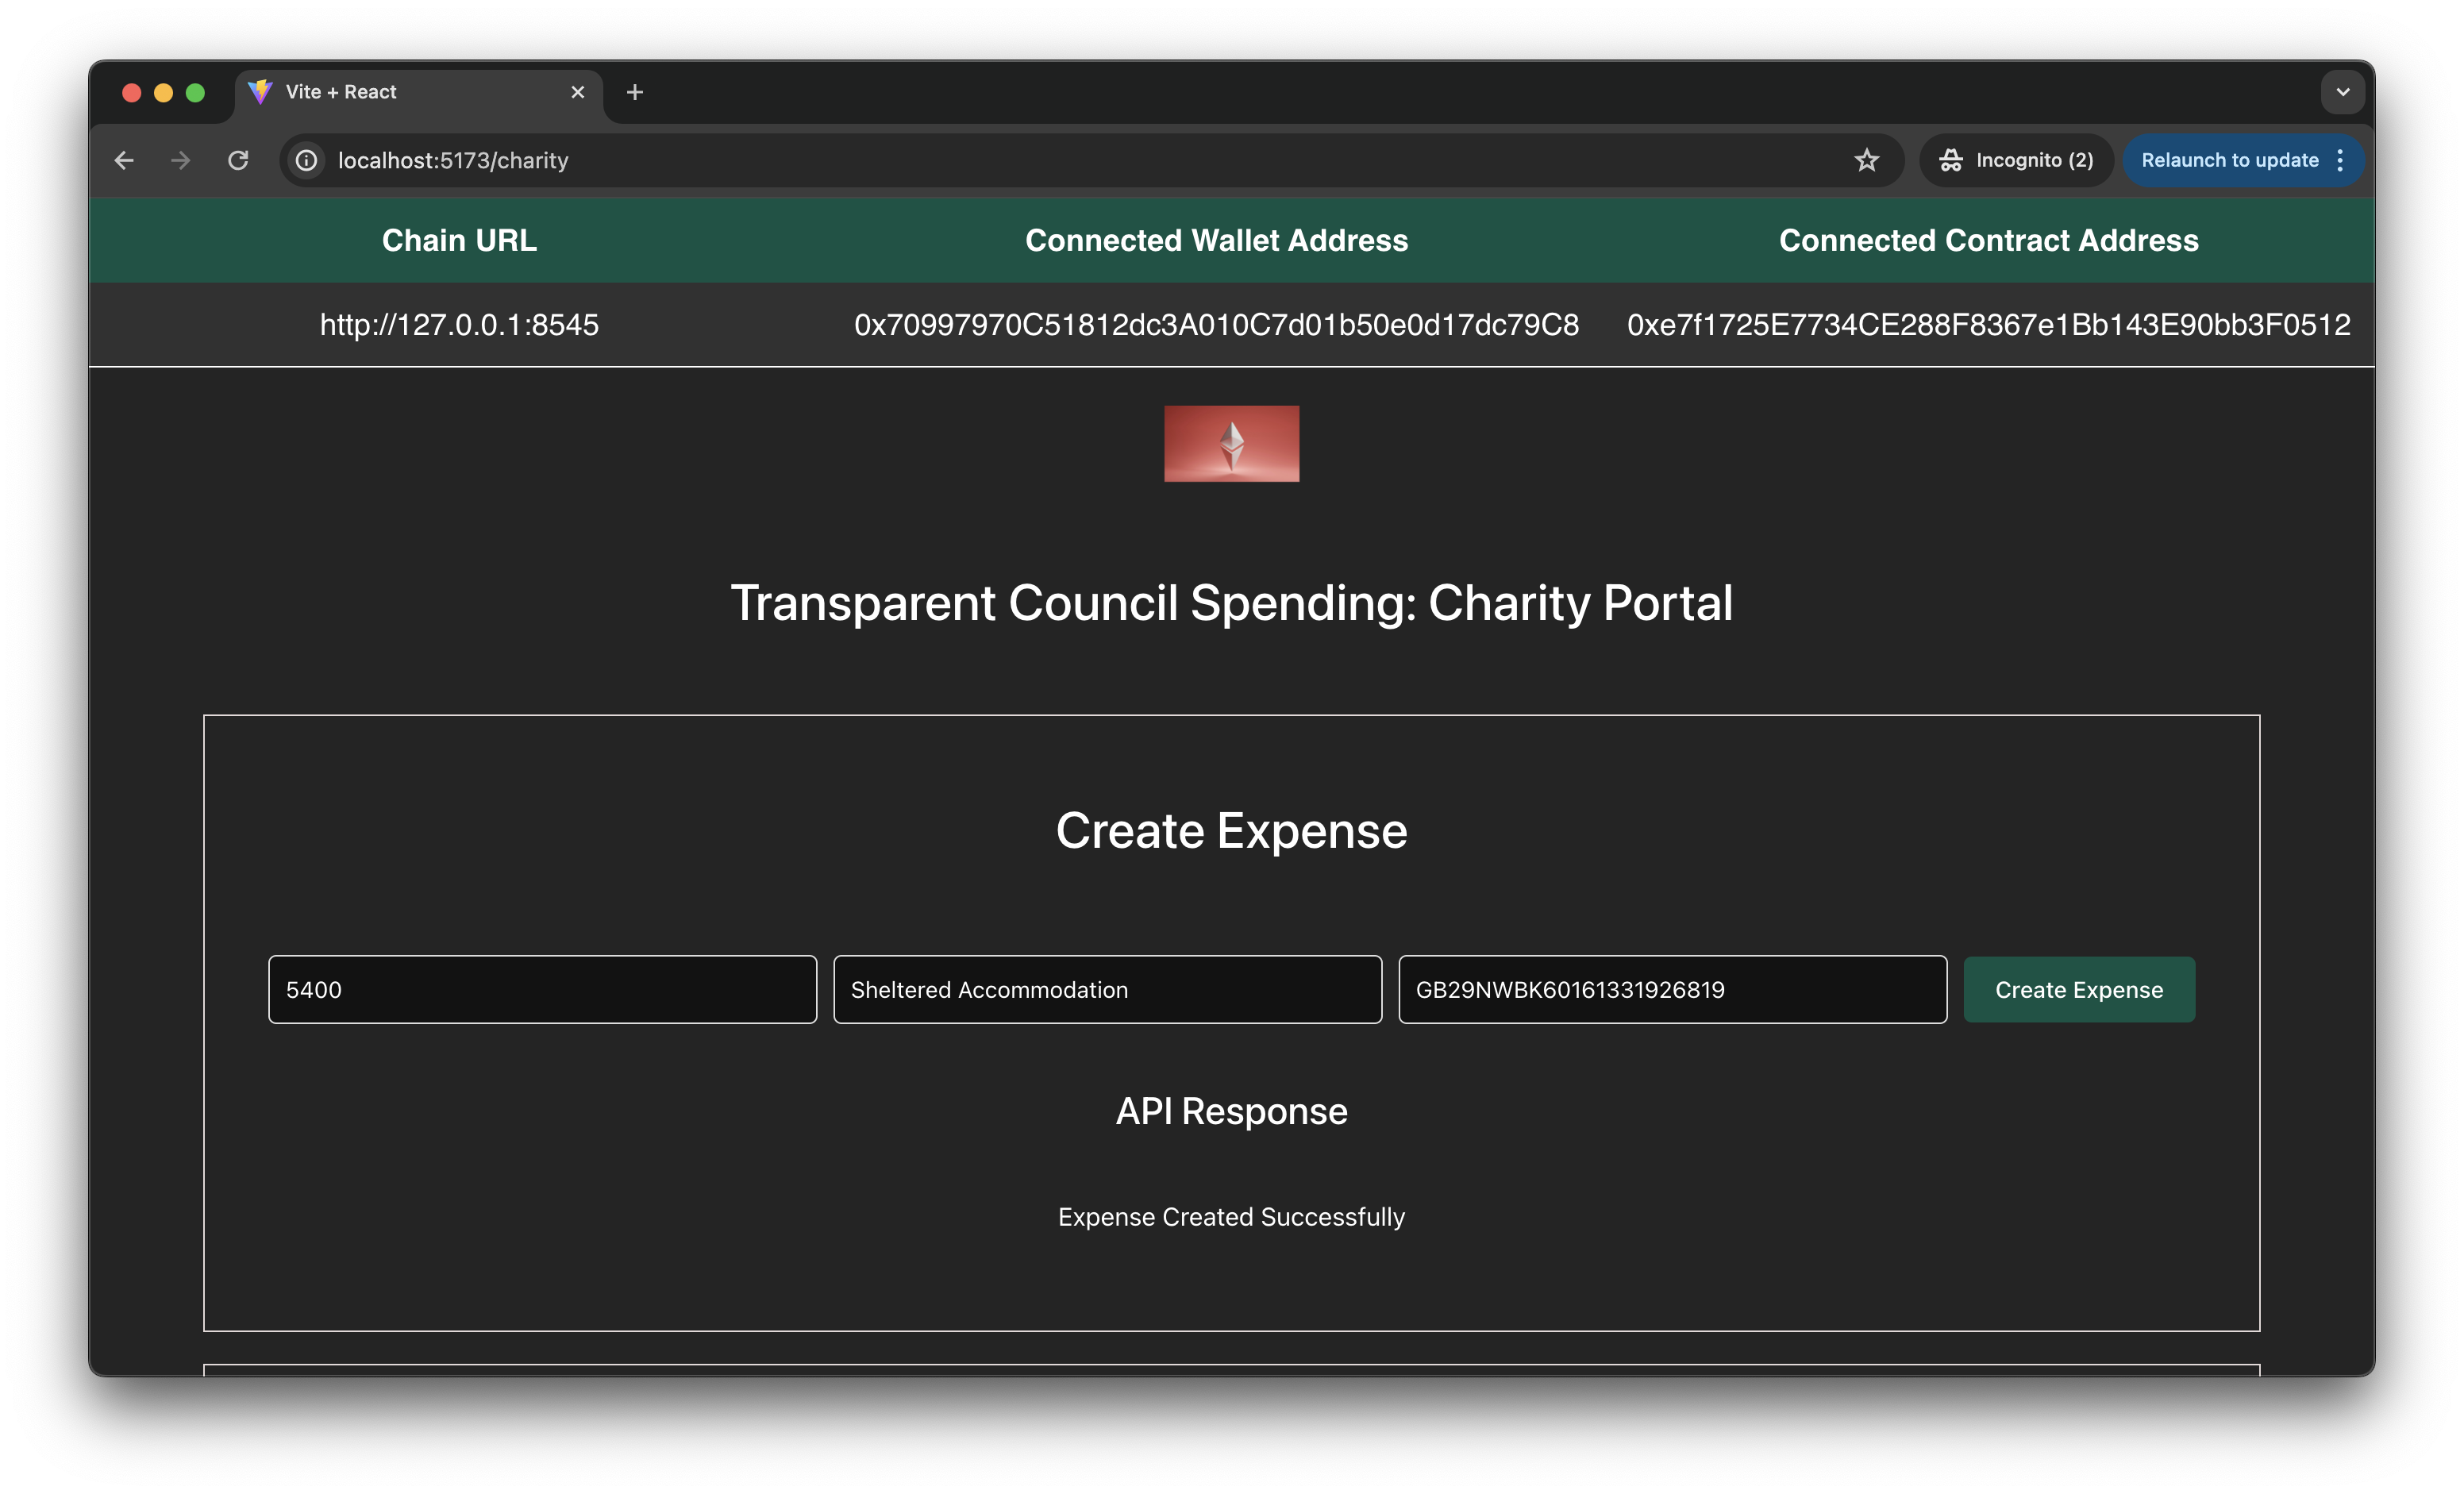 Vite + React
localhost:5173/charity
Incognito (2)
Relaunch to update
Chain URL
Connected Wallet Address
Connected Contract Address
http://127.0.0.1:8545
0x70997970C51812dc3A010C7d01b50e0d17dc79C8
0xe7f1725E7734CE288F8367e1Bb143E90bb3F0512
Transparent Council Spending: Charity Portal
Create Expense
5400
Sheltered Accommodation
GB29NWBK60161331926819
Create Expense
API Response
Expense Created Successfully